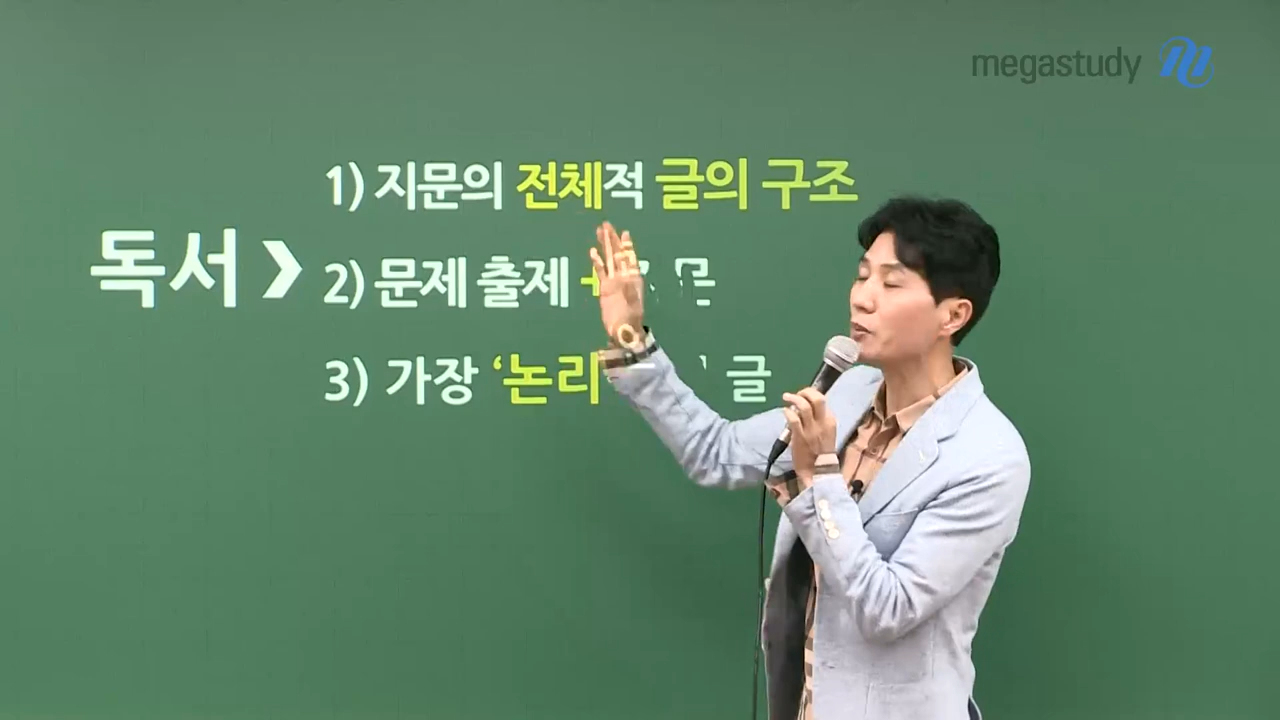 megastudy
독서
1) 지문의 전체적 글의 구조
2) 문제 출제 문
3) 가장 ‘논리 글